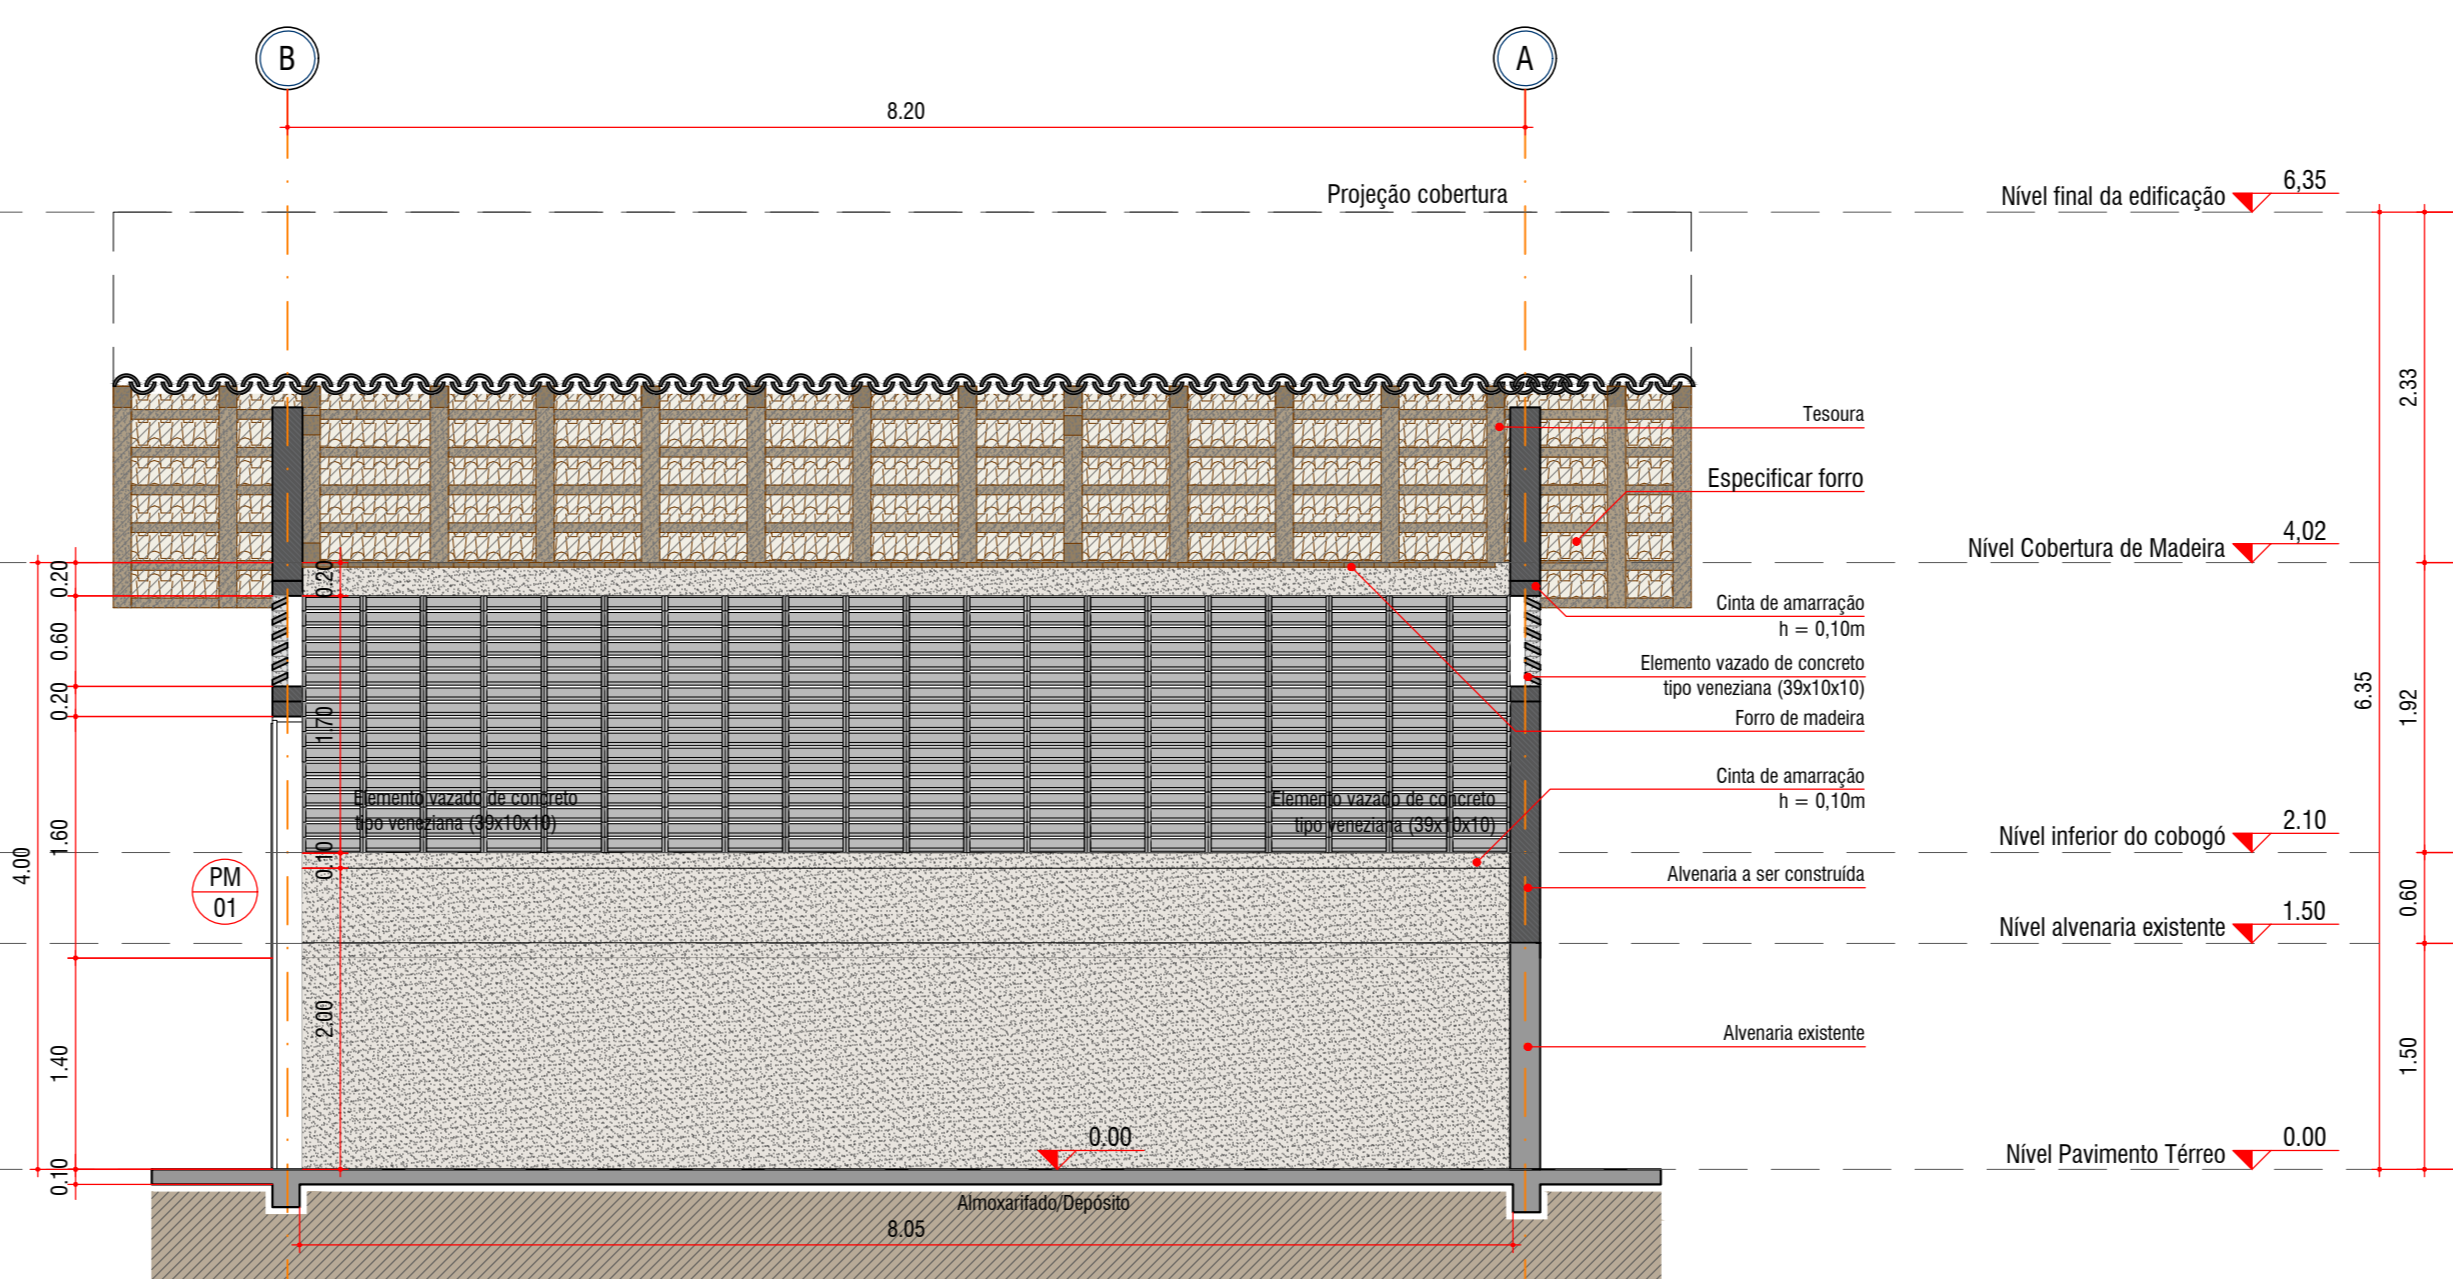 B
A
8.20
Projeção cobertura
Nível final da edificação
6,35
2.33
Tesoura
Especificar forro
Nível Cobertura de Madeira
4,02
0.20
0.20
Cinta de amarração
h = 0,10m
0.60
Elemento vazado de concreto
tipo veneziana (39x10x10)
0.20
6.35
1.92
1.70
Forro de madeira
Cinta de amarração
h = 0,10m
Elemento vazado de concreto
tipo veneziana (39x10x10)
Elemento vazado de concreto
tipo veneziana (39x10x10)
1.60
Nível inferior do cobogó
2.10
4.00
0.10
PM
01
Alvenaria a ser construída
0.60
Nível alvenaria existente
1.50
2.00
Alvenaria existente
1.40
1.50
0.00
Nível Pavimento Térreo
0.00
0.10
Almoxarifado/Depósito
8.05